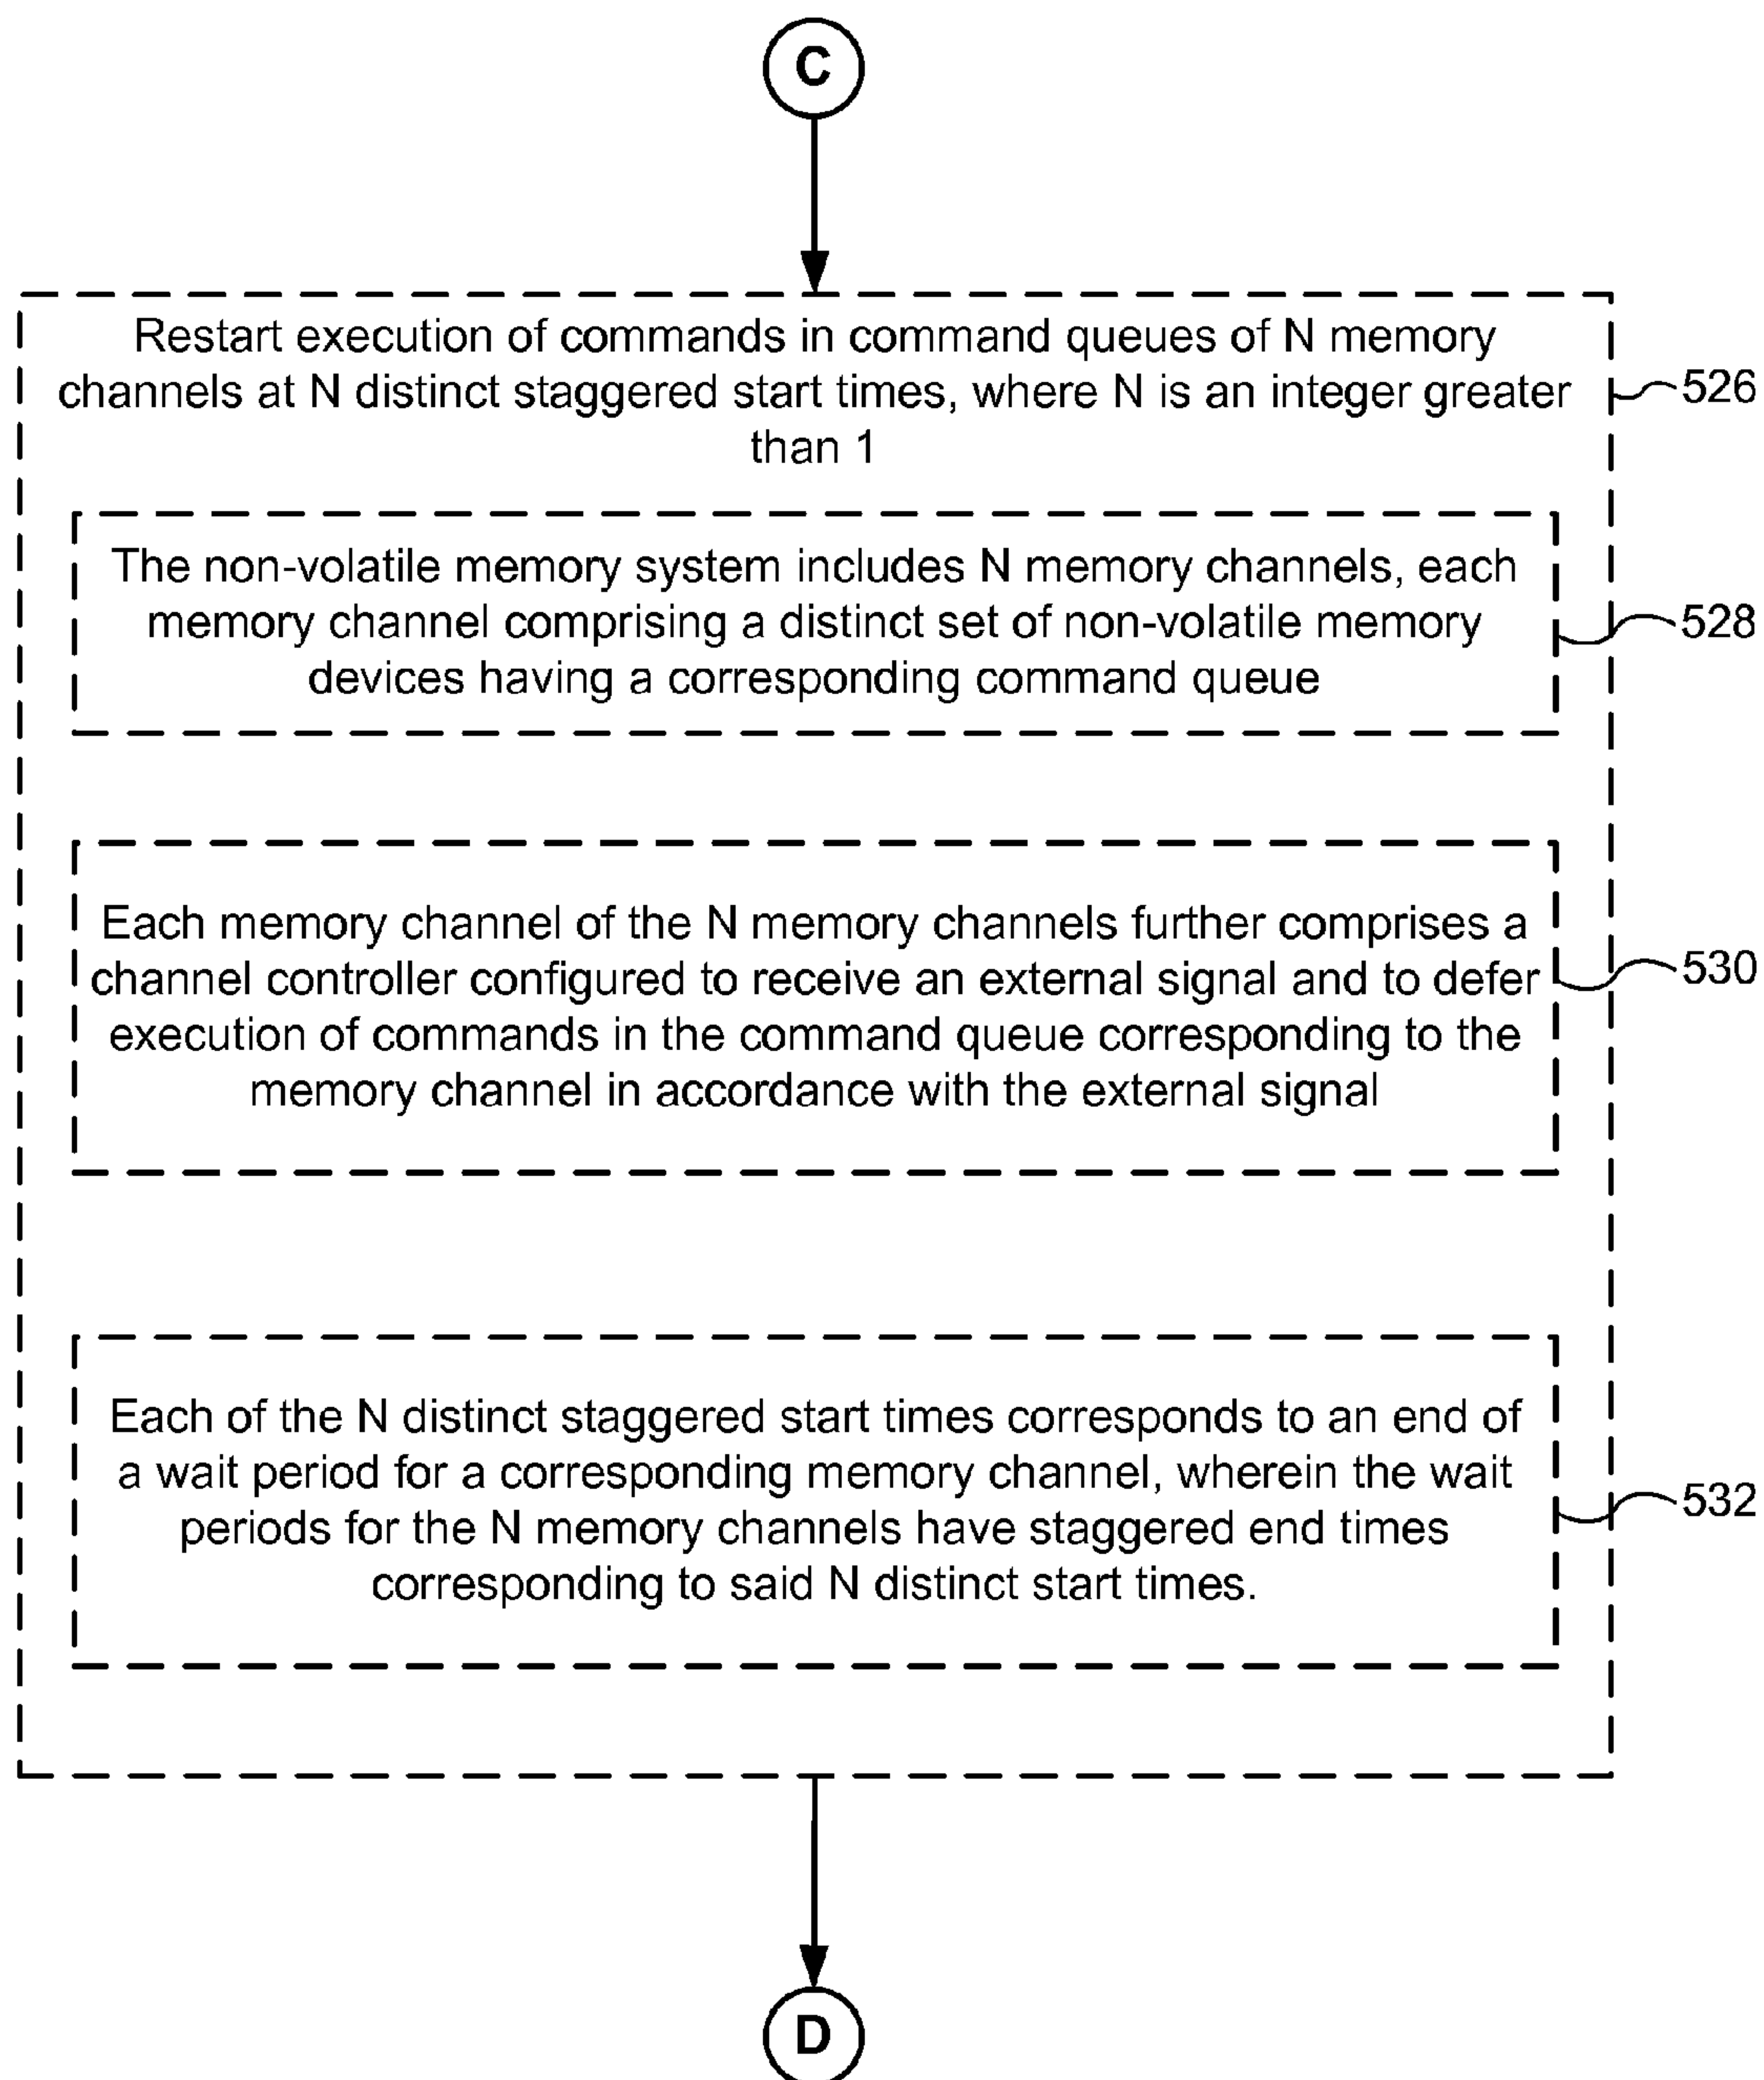 C
Restart execution of commands in command queues of N memory
channels at N distinct staggered start times, where N is an integer greater
than 1
526
The non-volatile memory system includes N memory channels, each
memory channel comprising a distinct set of non-volatile memory
devices having a corresponding command queue
528
Each memory channel of the N memory channels further comprises a
channel controller configured to receive an external signal and to defer
execution of commands in the command queue corresponding to the
memory channel in accordance with the external signal
530
Each of the N distinct staggered start times corresponds to an end of
a wait period for a corresponding memory channel, wherein the wait
periods for the N memory channels have staggered end times
corresponding to said N distinct start times.
532
D